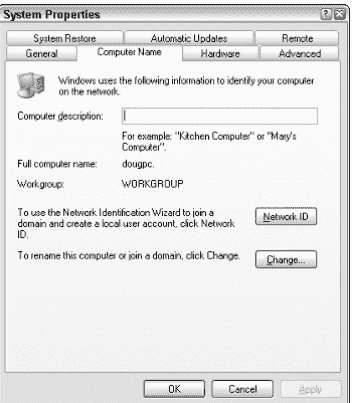 System Properties
System Restore Automatic Updates Remote
General Computer Name Hardware Advanced
Windows uses the following information to identify your computer
on the network.
Computer description:
For example: "Kitchen Computer" or "Mary's
Computer".
Full computer name: dougpc.
Workgroup: WORKGROUP
To use the Network Identification Wizard to join a
domain and create a local user account, click Network
ID.
Network ID
To rename this computer or join a domain, click Change.
Change...
OK Cancel Apply